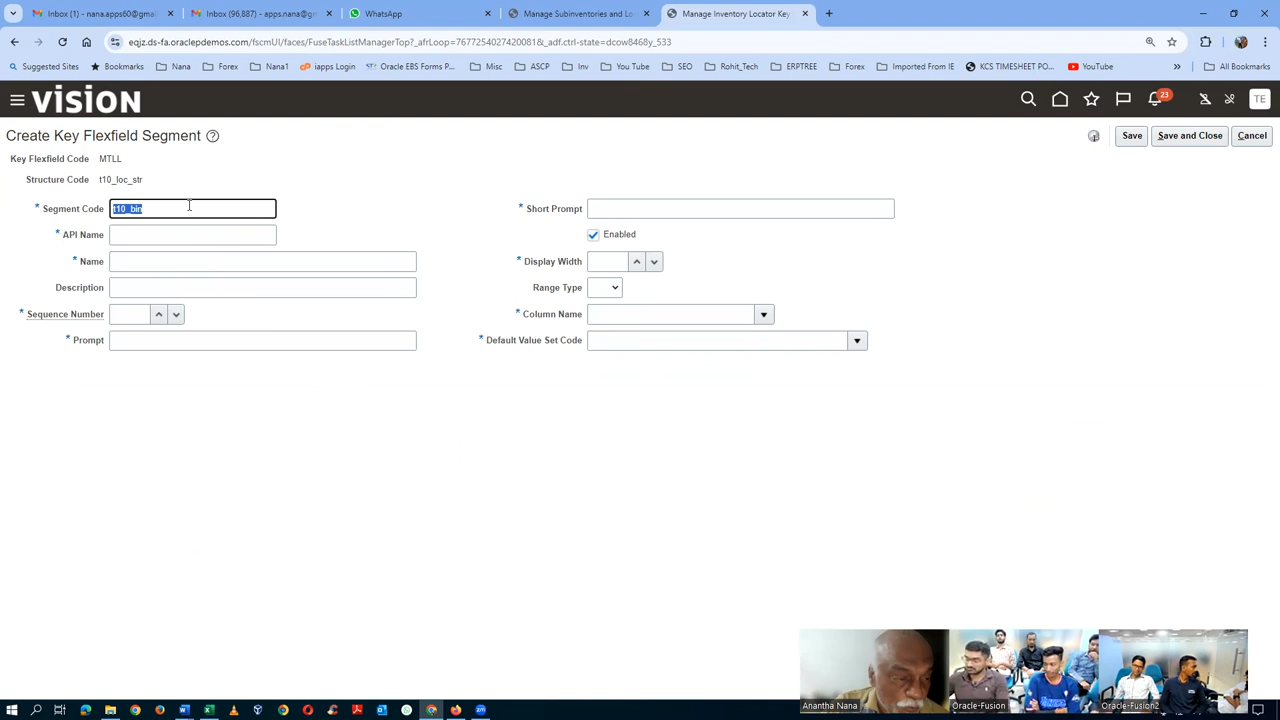 Inbox (1) - nana.apps60@gmail
Inbox (96,887) - apps.nana@gm
WhatsApp
Manage Subinventories and Loc
Manage Inventory Locator Key
eqjz.ds-fa.oraclepdemos.com/fscmUI/faces/FuseTaskListManagerTop?_afrLoop=7677254027420081&_adf.ctrl-state=dcow8468y_533
Suggested Sites
Bookmarks
Nana
Forex
Nana1
iapps Login
Oracle EBS Forms P...
Misc
ASCP
Inv
You Tube
SEO
Rohit_Tech
ERPTREE
Forex
Imported From IE
KCS TIMESHEET PO...
YouTube
All Bookmarks
VISION
23
TE
Create Key Flexfield Segment
Save
Save and Close
Cancel
Key Flexfield Code MTLL
Structure Code t10_loc_str
* Segment Code t10_bin
* API Name
* Name
Description
* Sequence Number
* Prompt
* Short Prompt
Enabled
* Display Width
Range Type
* Column Name
* Default Value Set Code
Anantha Nana
Oracle-Fusion
Oracle-Fusion2